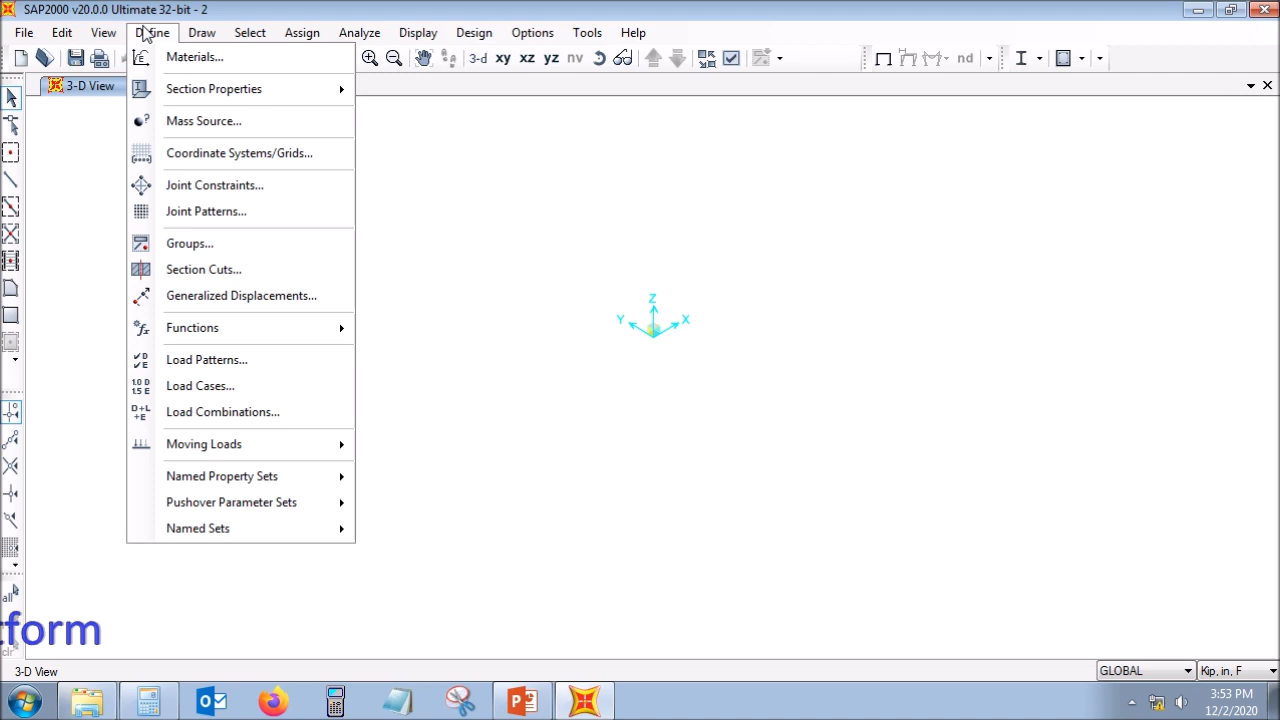 SAP2000 v20.0.0 Ultimate 32-bit - 2
File Edit View Define Draw Select Assign Analyze Display Design Options Tools Help
3-d xy xz yz nv nd
3-D View
Materials...
Section Properties
Mass Source...
Coordinate Systems/Grids...
Joint Constraints...
Joint Patterns...
Groups...
Section Cuts...
Generalized Displacements...
Functions
Load Patterns...
Load Cases...
Load Combinations...
Moving Loads
Named Property Sets
Pushover Parameter Sets
Named Sets
Z
Y X
all
tform
clr
3-D View GLOBAL Kip, in, F
3:53 PM
12/2/2020